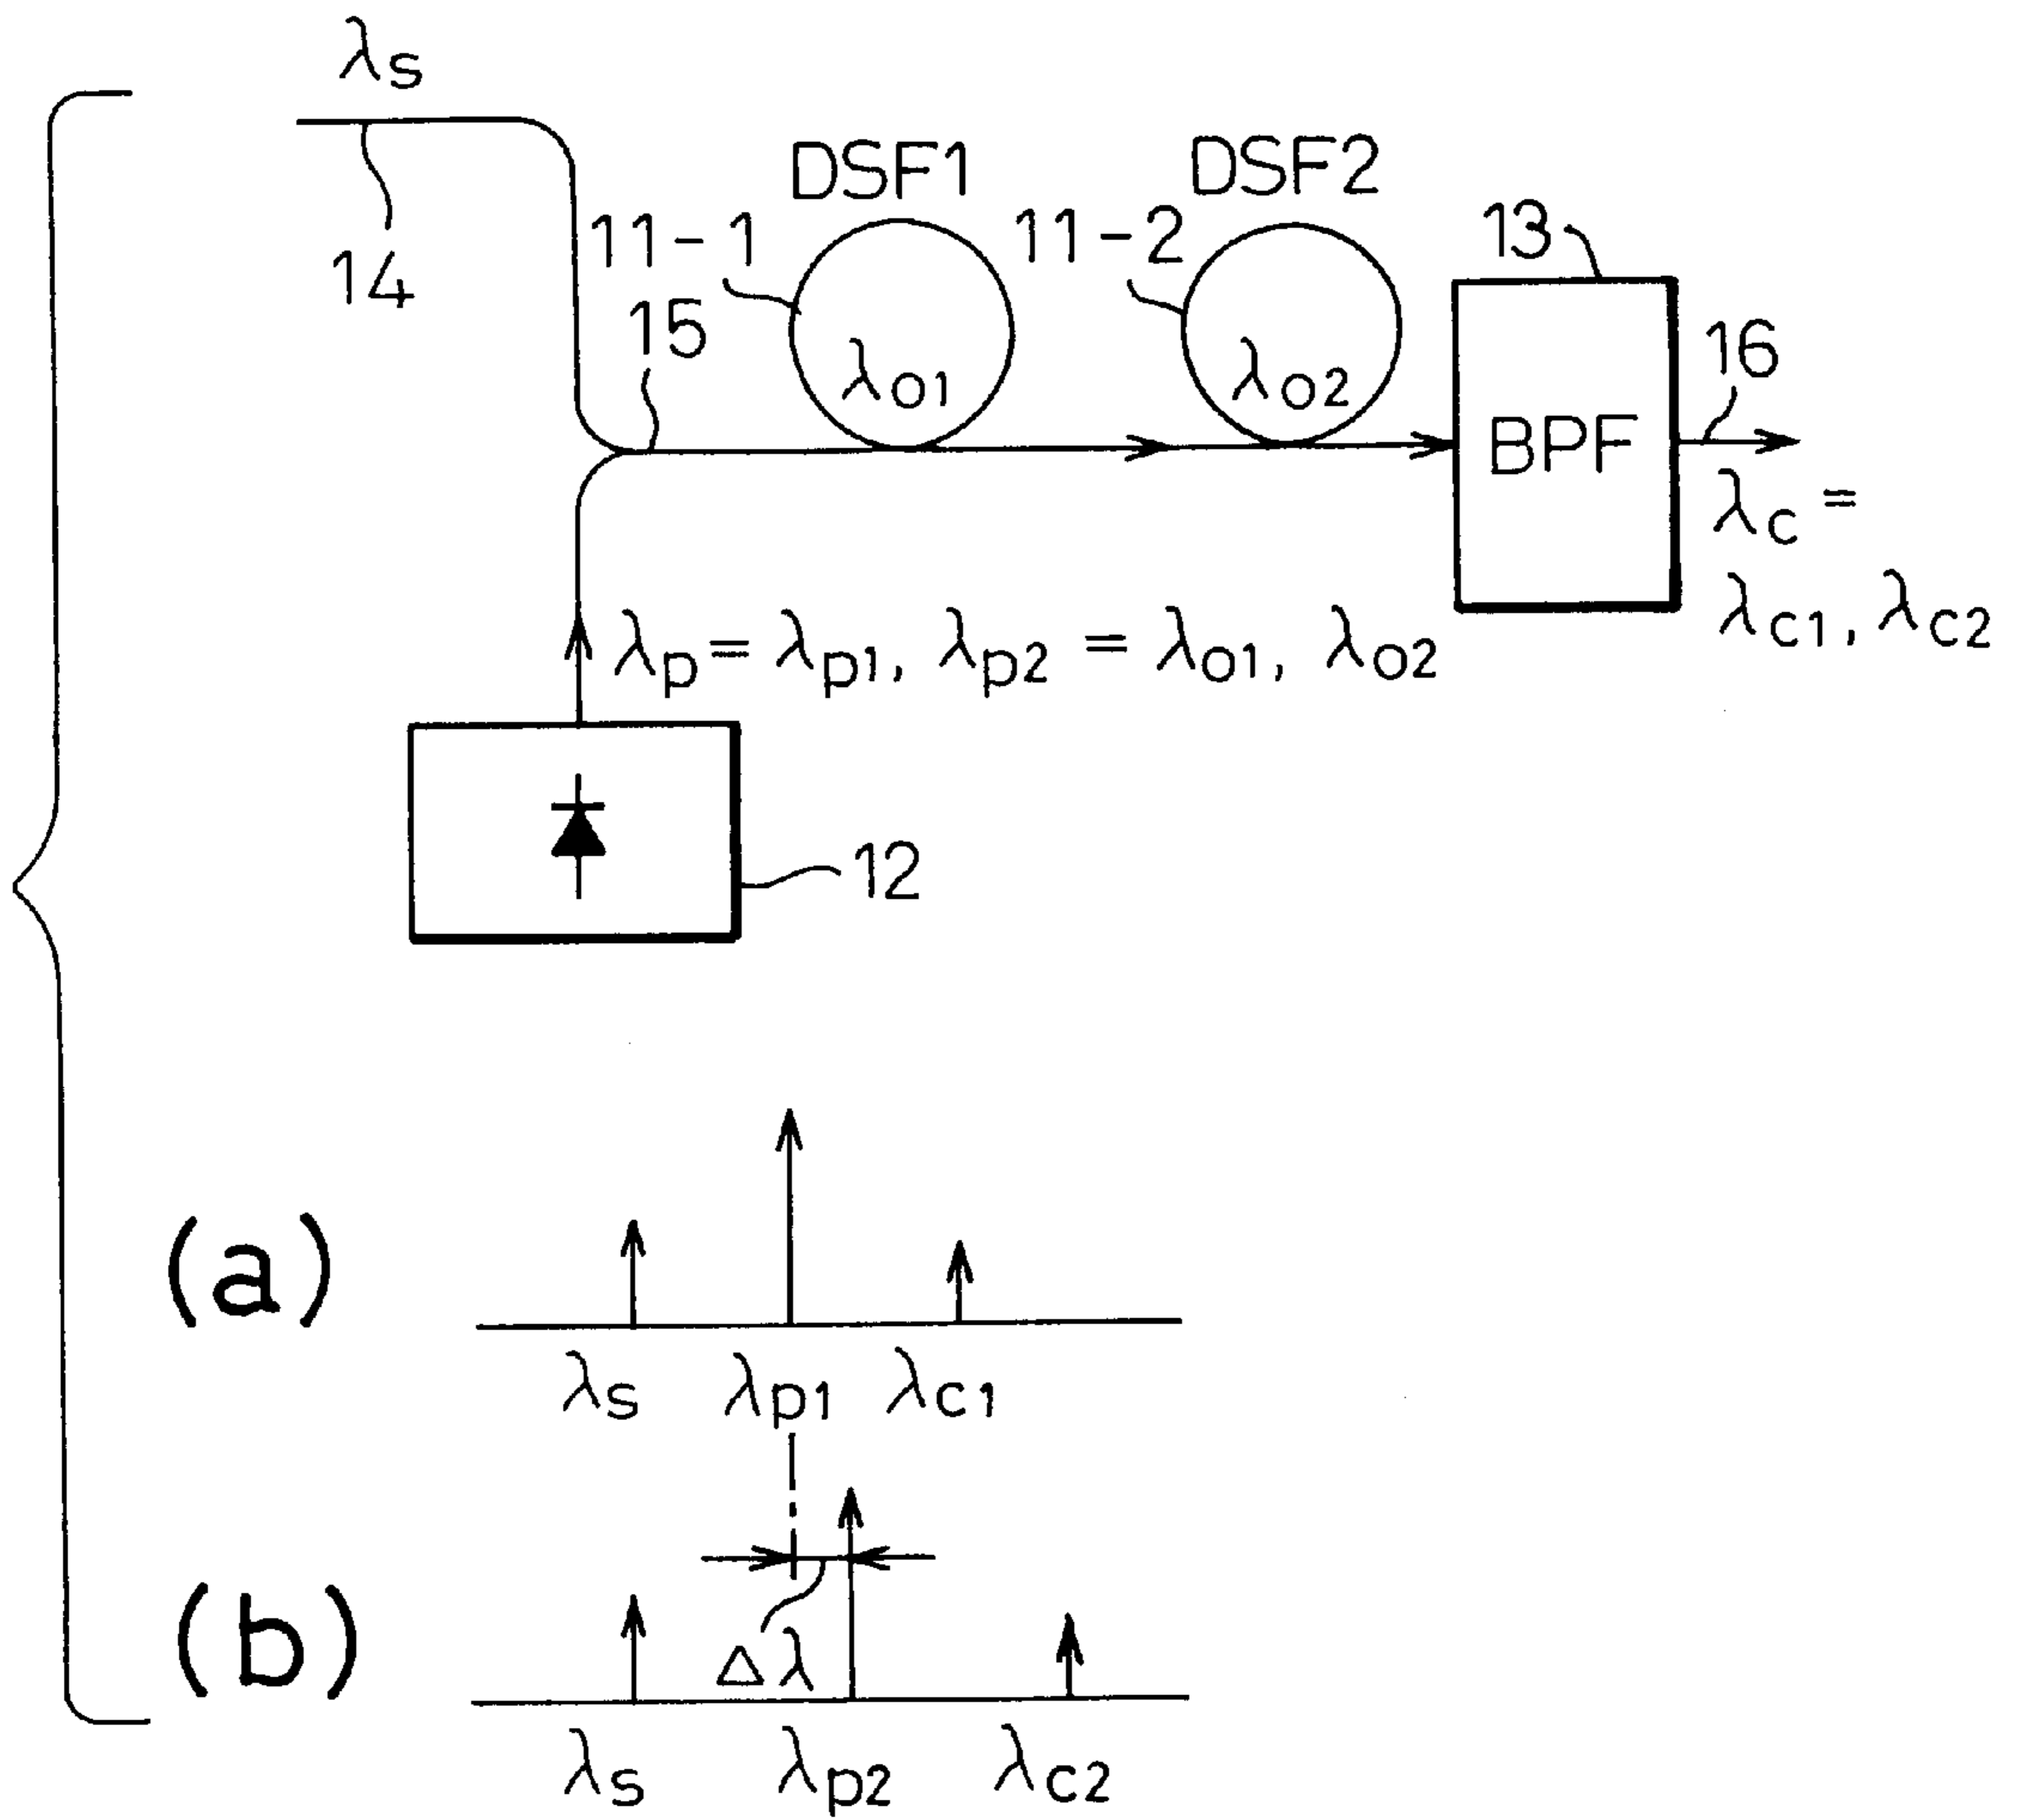 λs
14
DSF1
DSF2
11-1
11-2
13
15
16
λo1
λo2
BPF
λc =
λc1, λc2
λp = λp1, λp2 = λo1, λo2
12
(a)
λs λp1 λc1
(b)
Δλ
λs λp2 λc2